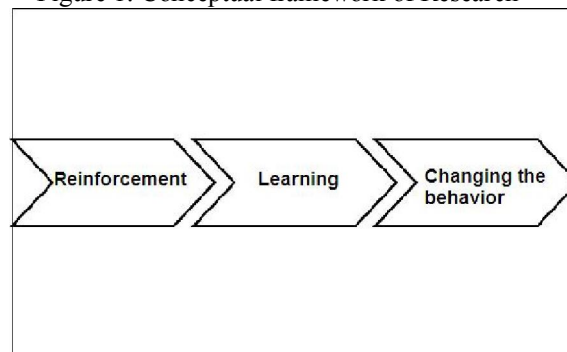 Figure 1: Conceptual framework of Research
Reinforcement
Learning
Changing the
behavior